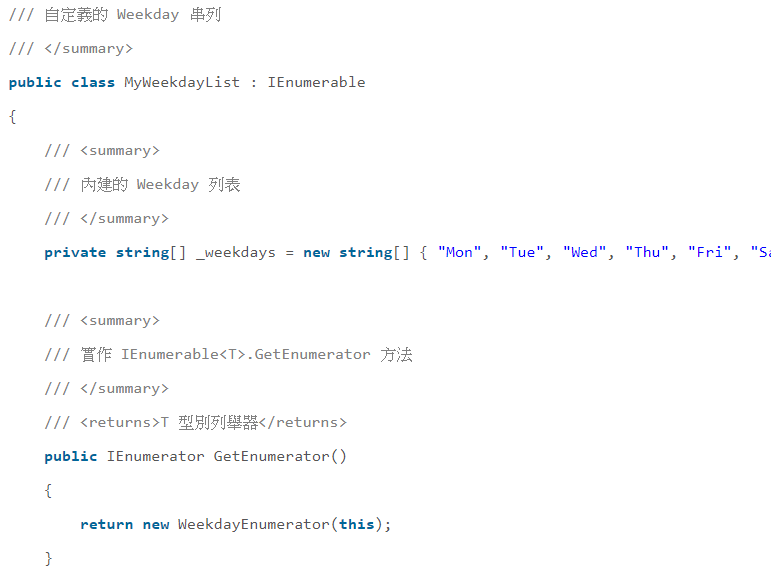 /// 自定義的 Weekday 串列
/// </summary>
public class MyWeekdayList : IEnumerable
{
/// <summary>
/// 內建的 Weekday 列表
/// </summary>
private string[] _weekdays = new string[] { "Mon", "Tue", "Wed", "Thu", "Fri", "Sa
/// <summary>
/// 實作 IEnumerable<T>.GetEnumerator 方法
/// </summary>
/// <returns>T 型別列舉器</returns>
public IEnumerator GetEnumerator()
{
return new WeekdayEnumerator(this);
}